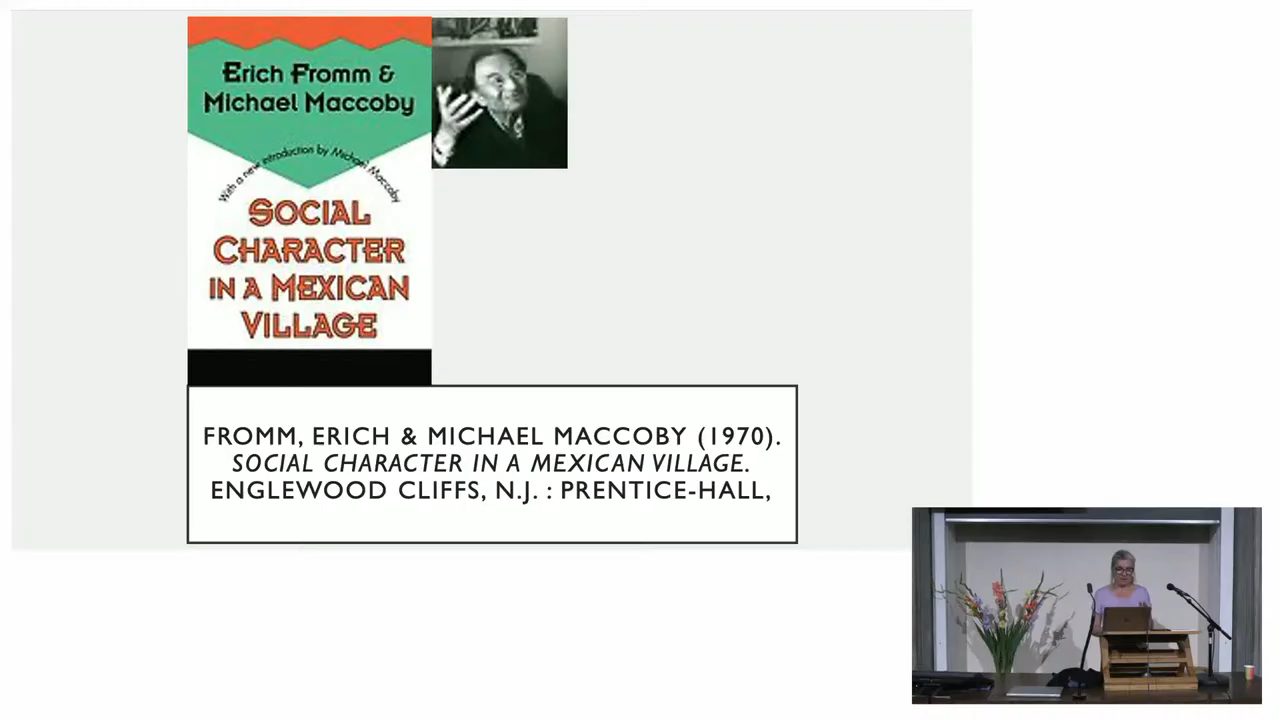 Erich Fromm &
Michael Maccoby
With a new introduction by Michael Maccoby
SOCIAL
CHARACTER
IN A MEXICAN
VILLAGE
FROMM, ERICH & MICHAEL MACCOBY (1970).
SOCIAL CHARACTER IN A MEXICAN VILLAGE.
ENGLEWOOD CLIFFS, N.J. : PRENTICE-HALL,